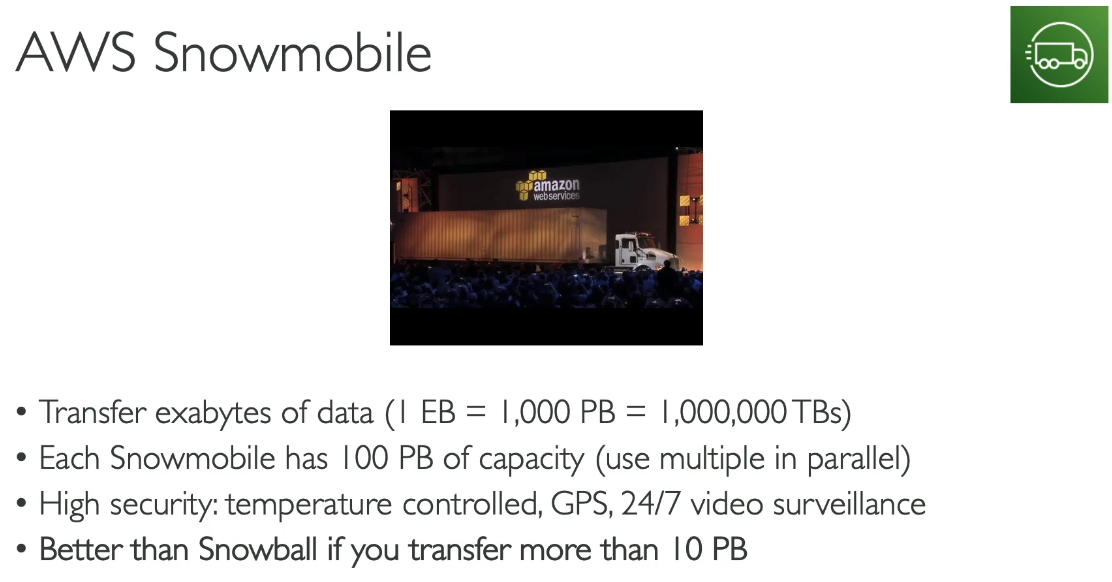 AWS Snowmobile
amazon
webservices
• Transfer exabytes of data (1 EB = 1,000 PB = 1,000,000 TBs)
• Each Snowmobile has 100 PB of capacity (use multiple in parallel)
• High security: temperature controlled, GPS, 24/7 video surveillance
• Better than Snowball if you transfer more than 10 PB